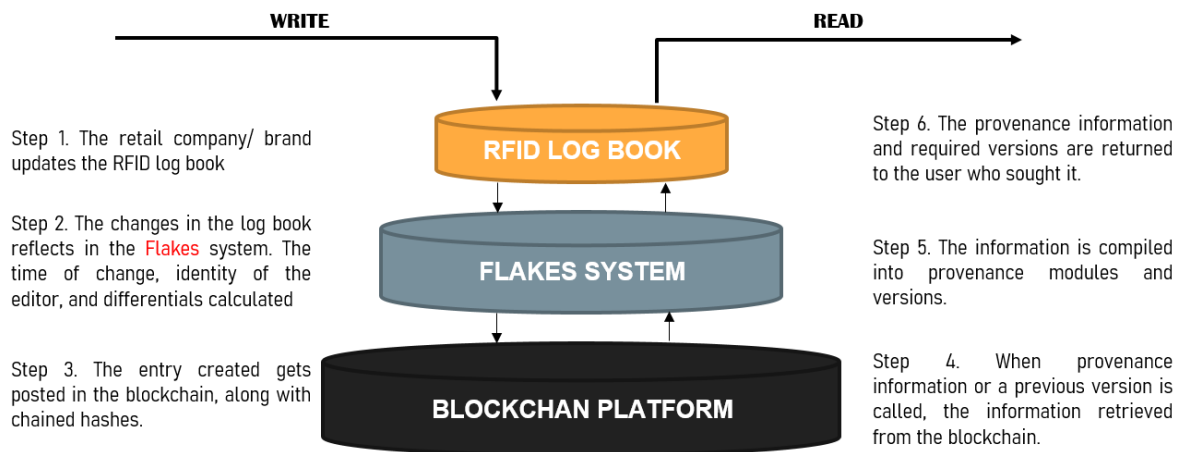 WRITE
READ
RFID LOG BOOK
FLAKES SYSTEM
BLOCKCHAN PLATFORM
Step 1. The retail company/ brand
updates the RFID log book
Step 2. The changes in the log book
reflects in the Flakes system. The
time of change, identity of the
editor, and differentials calculated
Step 3. The entry created gets
posted in the blockchain, along with
chained hashes.
Step 6. The provenance information
and required versions are returned
to the user who sought it.
Step 5. The information is compiled
into provenance modules and
versions.
Step 4. When provenance
information or a previous version is
called, the information retrieved
from the blockchain.